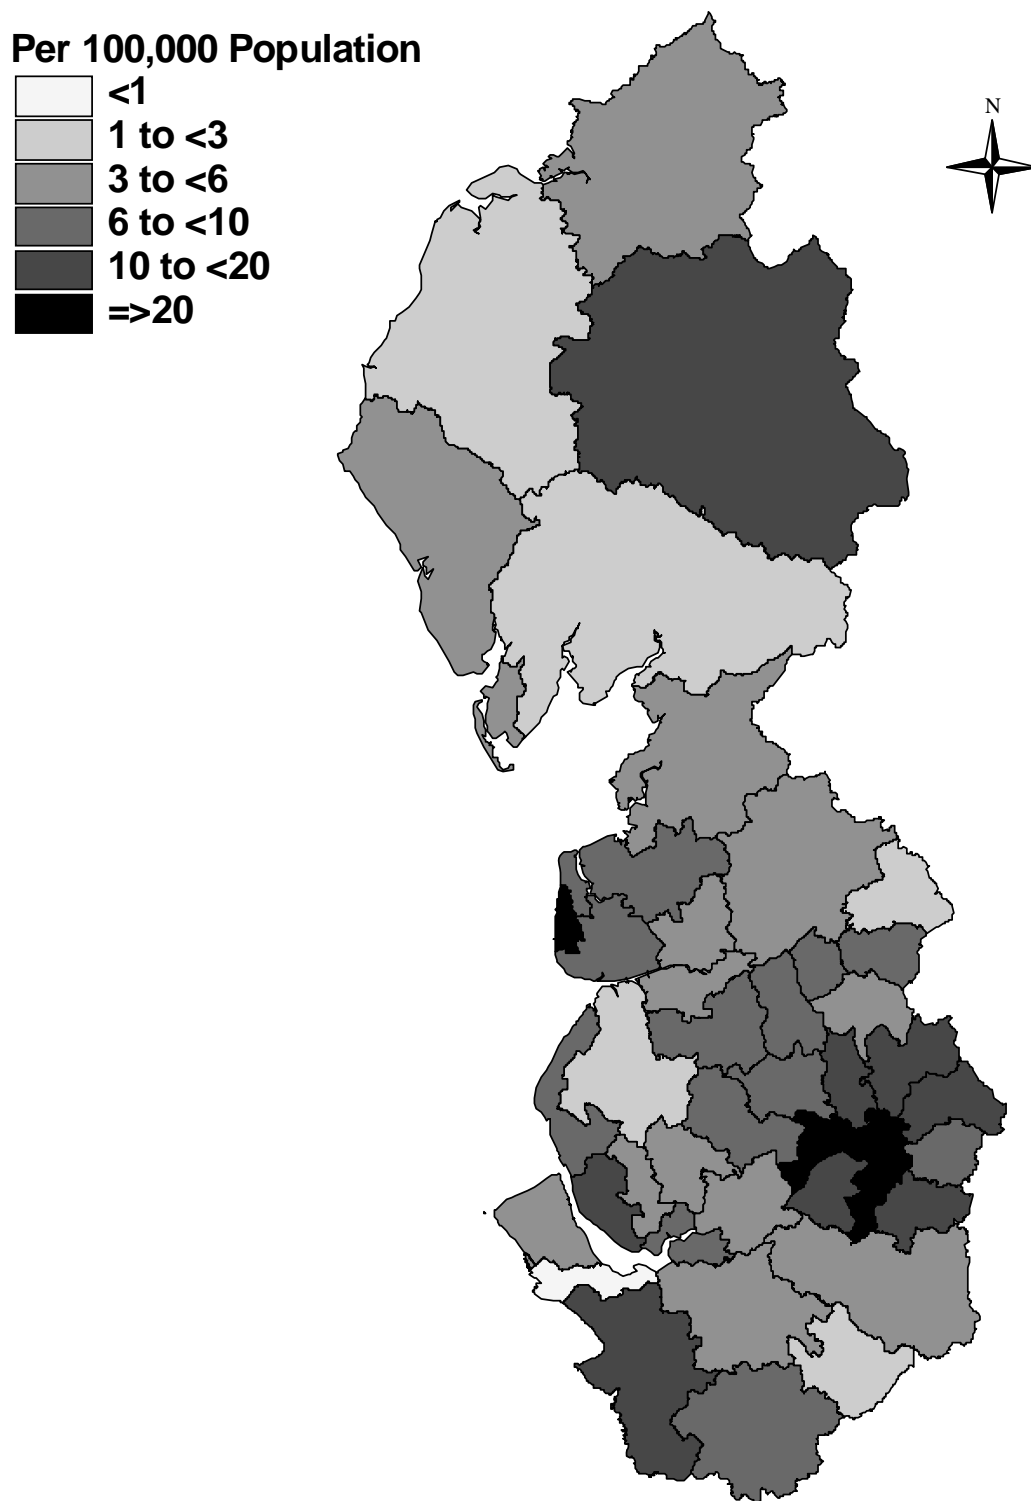 Per 100,000 Population
<1
1 to <3
3 to <6
6 to <10
10 to <20
=>20
N